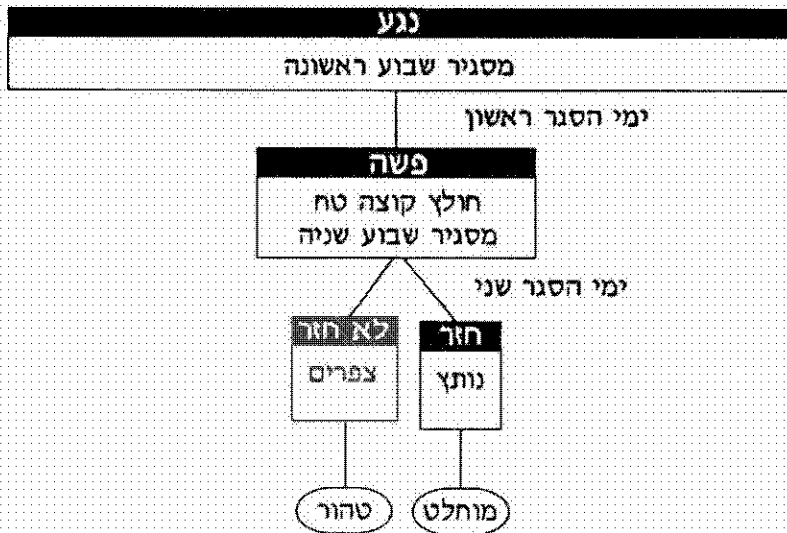 נגע
מסגיר שבוע ראשונה
ימי הסגר ראשון
פשה
חולץ קוצה טח
מסגיר שבוע שניה
ימי הסגר שני
חזר
לא חזר
נותץ
צפרים
מוחלט
טהור